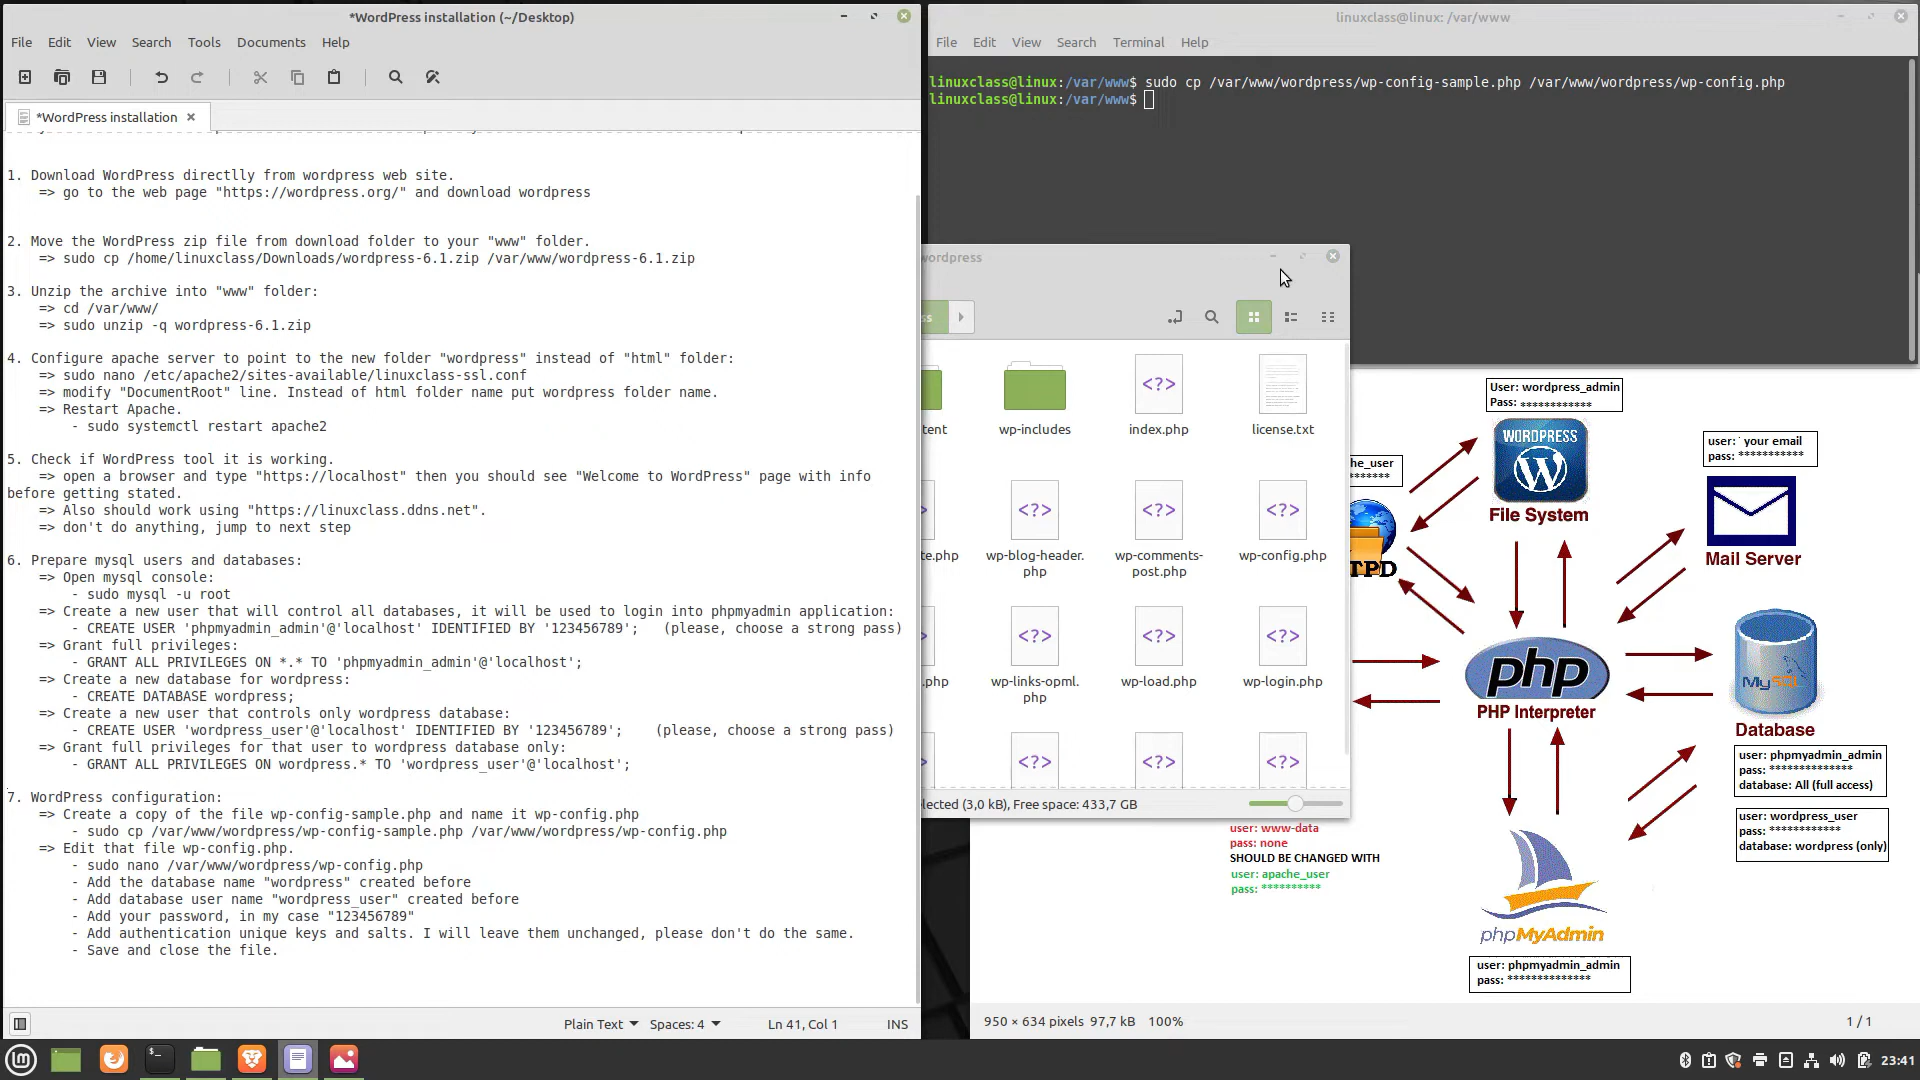 *WordPress installation (~/Desktop)
File Edit View Search Tools Documents Help
*WordPress installation
1. Download WordPress directlly from wordpress web site.
=> go to the web page "https://wordpress.org/" and download wordpress
2. Move the WordPress zip file from download folder to your "www" folder.
=> sudo cp /home/linuxclass/Downloads/wordpress-6.1.zip /var/www/wordpress-6.1.zip
3. Unzip the archive into "www" folder:
=> cd /var/www/
=> sudo unzip -q wordpress-6.1.zip
4. Configure apache server to point to the new folder "wordpress" instead of "html" folder:
=> sudo nano /etc/apache2/sites-available/linuxclass-ssl.conf
=> modify "DocumentRoot" line. Instead of html folder name put wordpress folder name.
=> Restart Apache.
- sudo systemctl restart apache2
5. Check if WordPress tool it is working.
=> open a browser and type "https://localhost" then you should see "Welcome to WordPress" page with info
before getting stated.
=> Also should work using "https://linuxclass.ddns.net".
=> don't do anything, jump to next step
6. Prepare mysql users and databases:
=> Open mysql console:
- sudo mysql -u root
=> Create a new user that will control all databases, it will be used to login into phpmyadmin application:
- CREATE USER 'phpmyadmin_admin'@'localhost' IDENTIFIED BY '123456789'; (please, choose a strong pass)
=> Grant full privileges:
- GRANT ALL PRIVILEGES ON *.* TO 'phpmyadmin_admin'@'localhost';
=> Create a new database for wordpress:
- CREATE DATABASE wordpress;
=> Create a new user that controls only wordpress database:
- CREATE USER 'wordpress_user'@'localhost' IDENTIFIED BY '123456789'; (please, choose a strong pass)
=> Grant full privileges for that user to wordpress database only:
- GRANT ALL PRIVILEGES ON wordpress.* TO 'wordpress_user'@'localhost';
7. WordPress configuration:
=> Create a copy of the file wp-config-sample.php and name it wp-config.php
- sudo cp /var/www/wordpress/wp-config-sample.php /var/www/wordpress/wp-config.php
=> Edit that file wp-config.php.
- sudo nano /var/www/wordpress/wp-config.php
- Add the database name "wordpress" created before
- Add database user name "wordpress_user" created before
- Add your password, in my case "123456789"
- Add authentication unique keys and salts. I will leave them unchanged, please don't do the same.
- Save and close the file.
Plain Text Spaces: 4 Ln 41, Col 1 INS
linuxclass@linux: /var/www
File Edit View Search Terminal Help
linuxclass@linux:/var/www$ sudo cp /var/www/wordpress/wp-config-sample.php /var/www/wordpress/wp-config.php
linuxclass@linux:/var/www$
wordpress
ss
tent wp-includes index.php license.txt
te.php wp-blog-header.php wp-comments-post.php wp-config.php
.php wp-links-opml.php wp-load.php wp-login.php
lected (3,0 kB), Free space: 433,7 GB
User: wordpress_admin
Pass: ************
WORDPRESS
File System
he_user
*******
TPD
user: your email
pass: ***********
Mail Server
php
PHP Interpreter
MySQL
Database
user: phpmyadmin_admin
pass: **************
database: All (full access)
user: wordpress_user
pass: ************
database: wordpress (only)
user: www-data
pass: none
SHOULD BE CHANGED WITH
user: apache_user
pass: **********
phpMyAdmin
user: phpmyadmin_admin
pass: **************
950 × 634 pixels 97,7 kB 100%
1 / 1
23:41